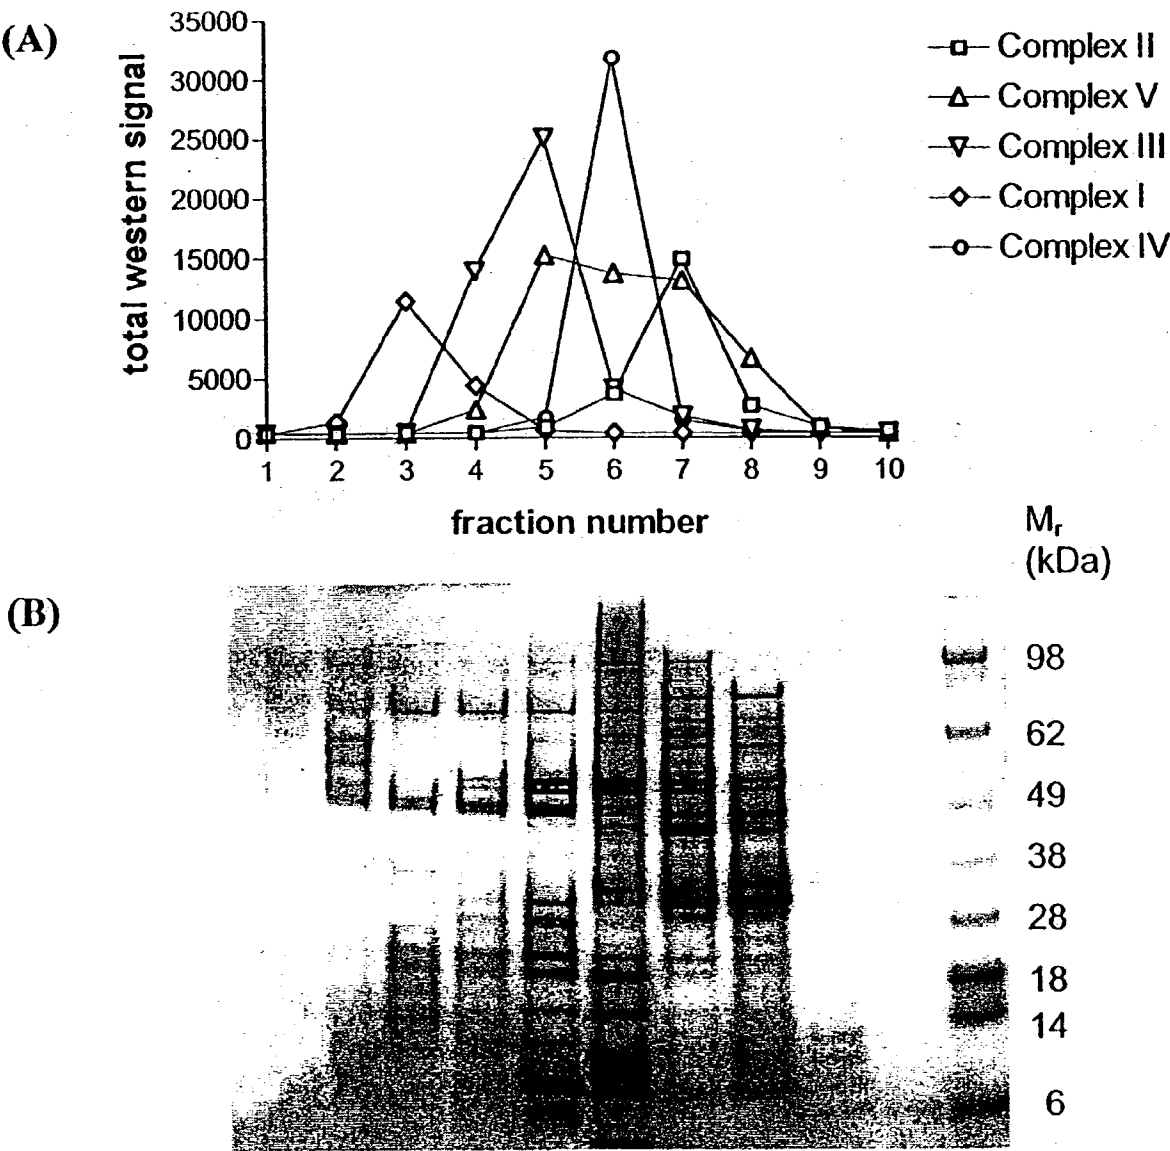 (A)
total western signal
35000
30000
25000
20000
15000
10000
5000
0
1 2 3 4 5 6 7 8 9 10
fraction number
Complex II
Complex V
Complex III
Complex I
Complex IV
(B)
Mr
(kDa)
98
62
49
38
28
18
14
6